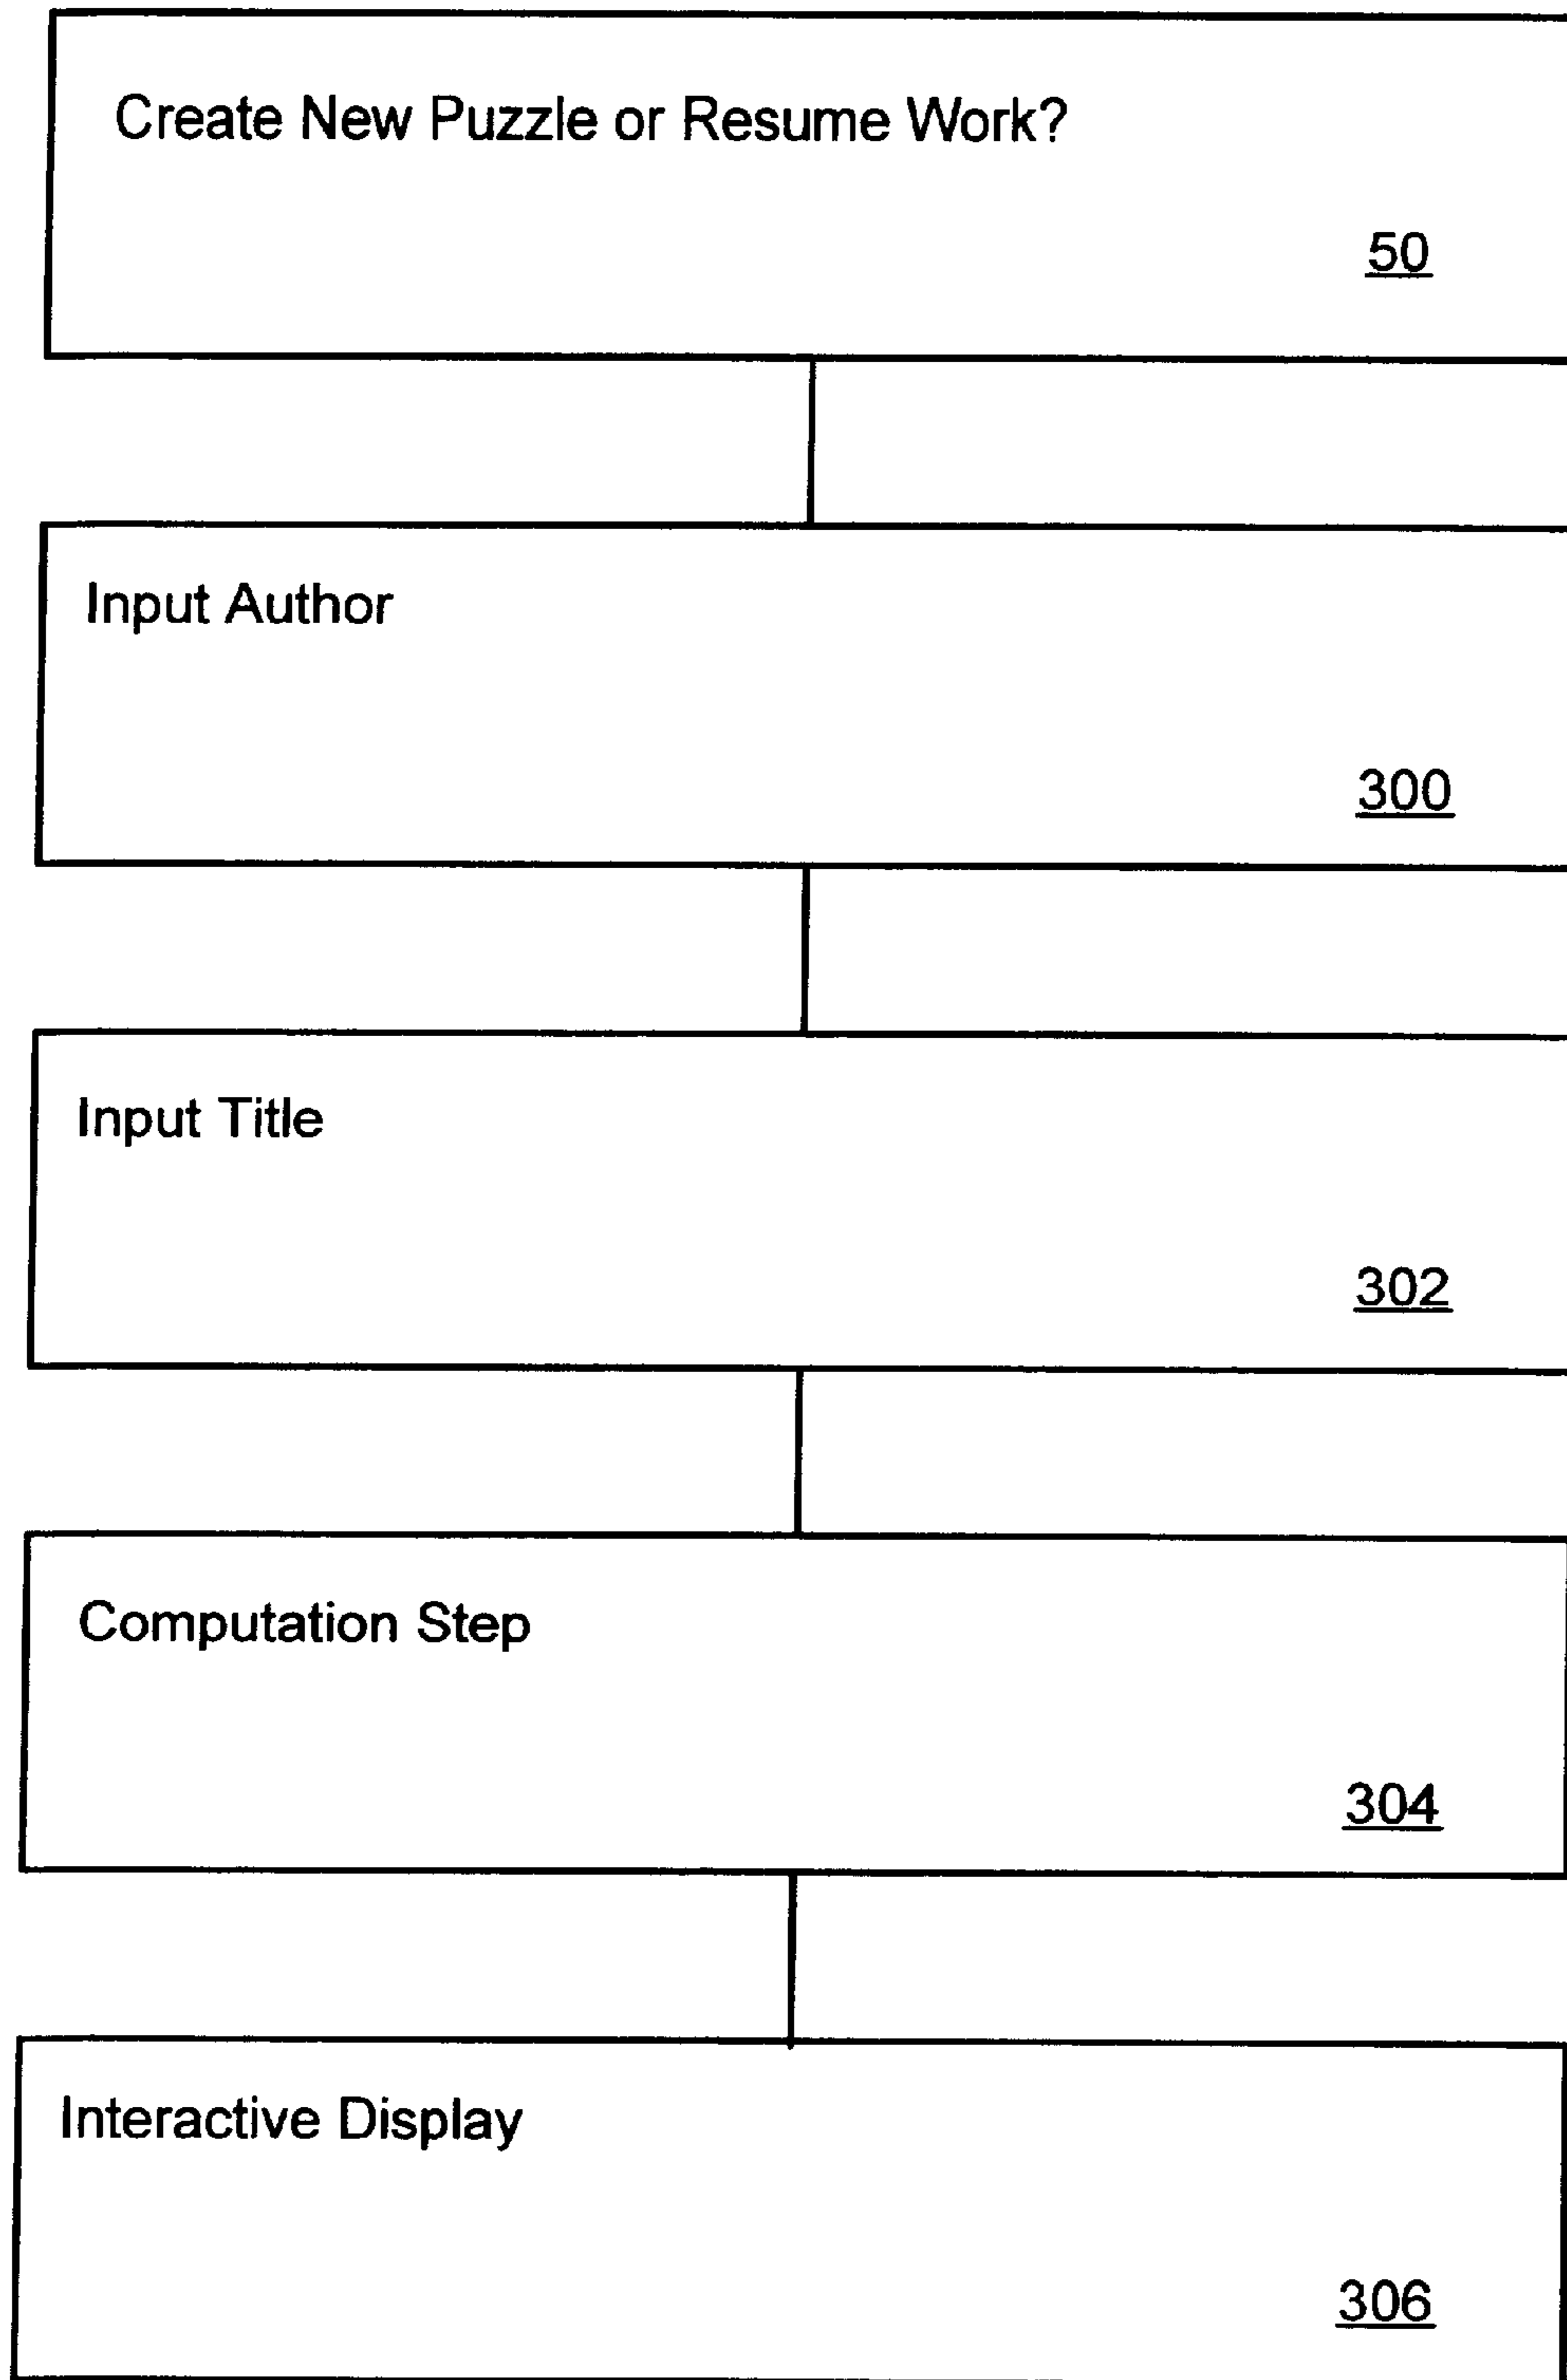 Create New Puzzle or Resume Work?
50
Input Author
300
Input Title
302
Computation Step
304
Interactive Display
306